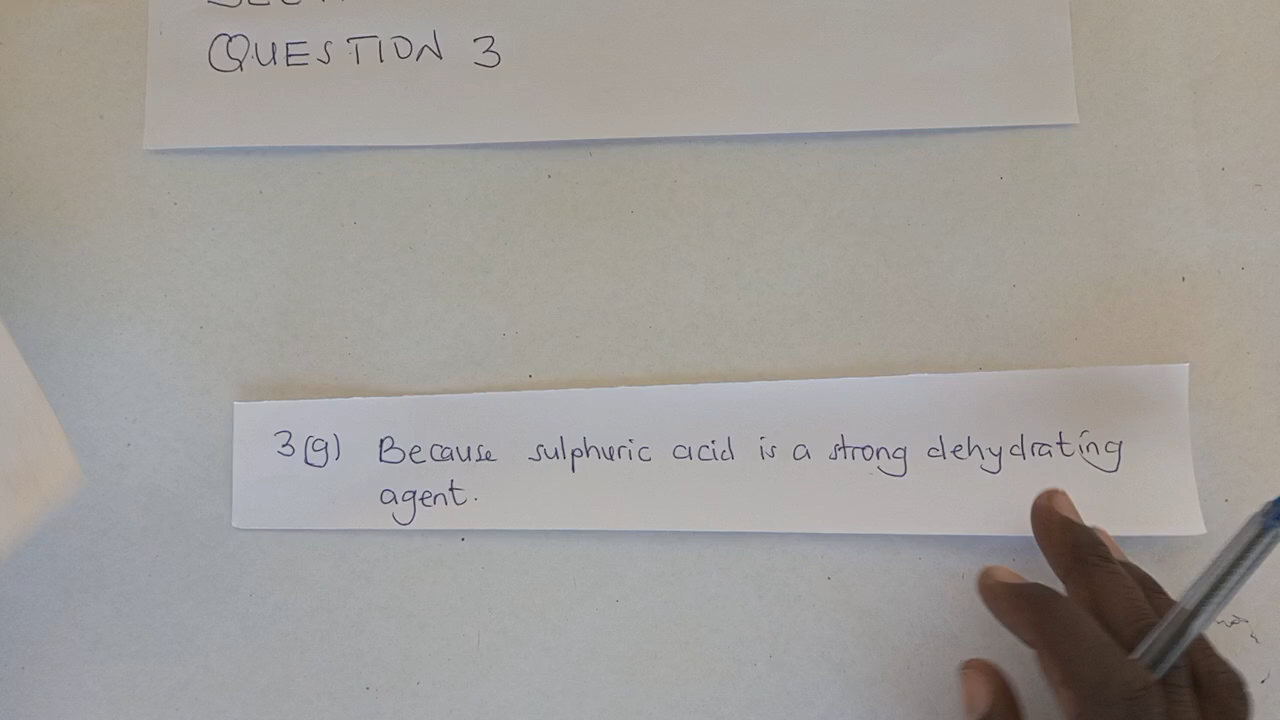 QUESTION 3
3(g) Because sulphuric acid is a strong dehydrating
agent.